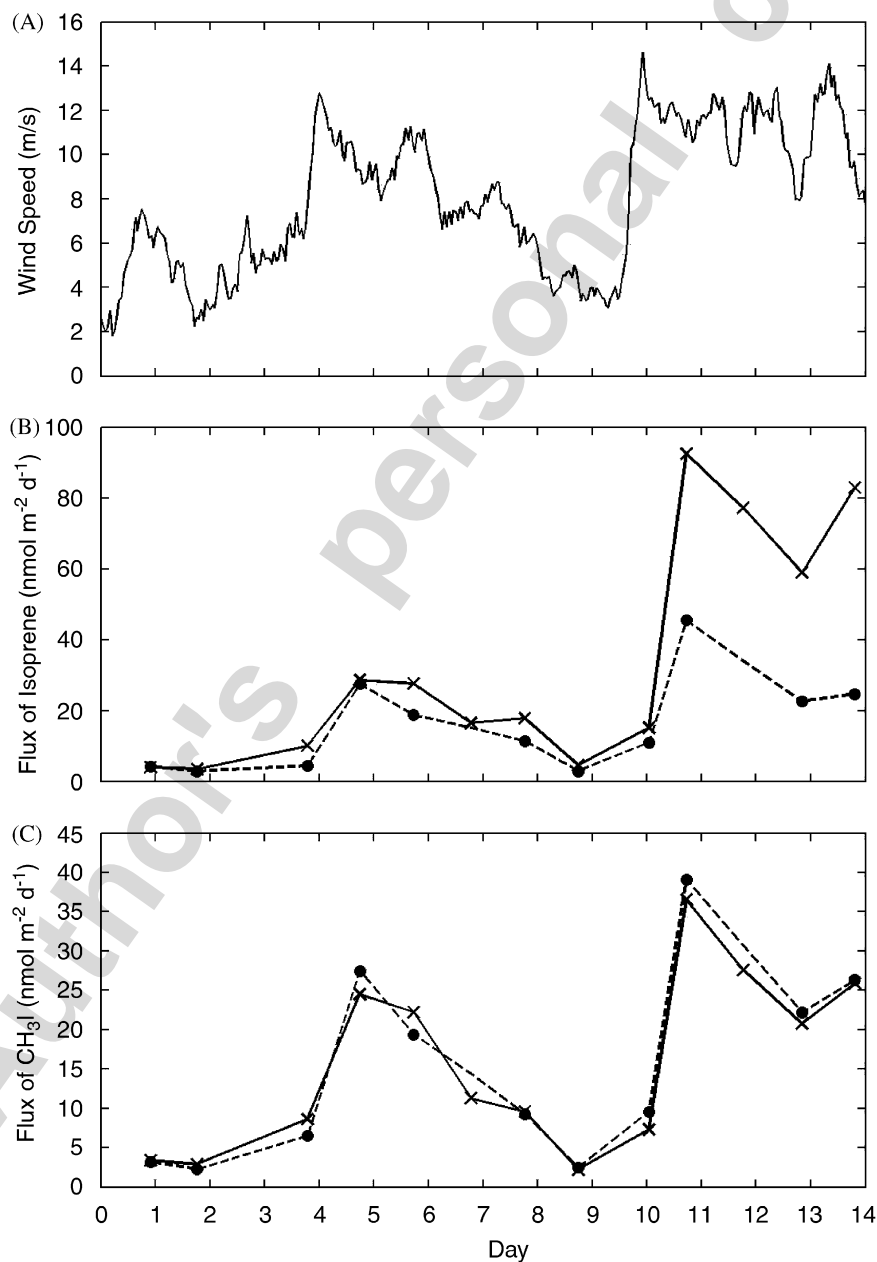 (A)
16
14
12
10
8
6
4
2
0
Wind Speed (m/s)
(B)
100
80
60
40
20
0
Flux of Isoprene (nmol m⁻² d⁻¹)
(C)
45
40
35
30
25
20
15
10
5
0
Flux of CH₃I (nmol m⁻² d⁻¹)
0 1 2 3 4 5 6 7 8 9 10 11 12 13 14
Day
Author's personal